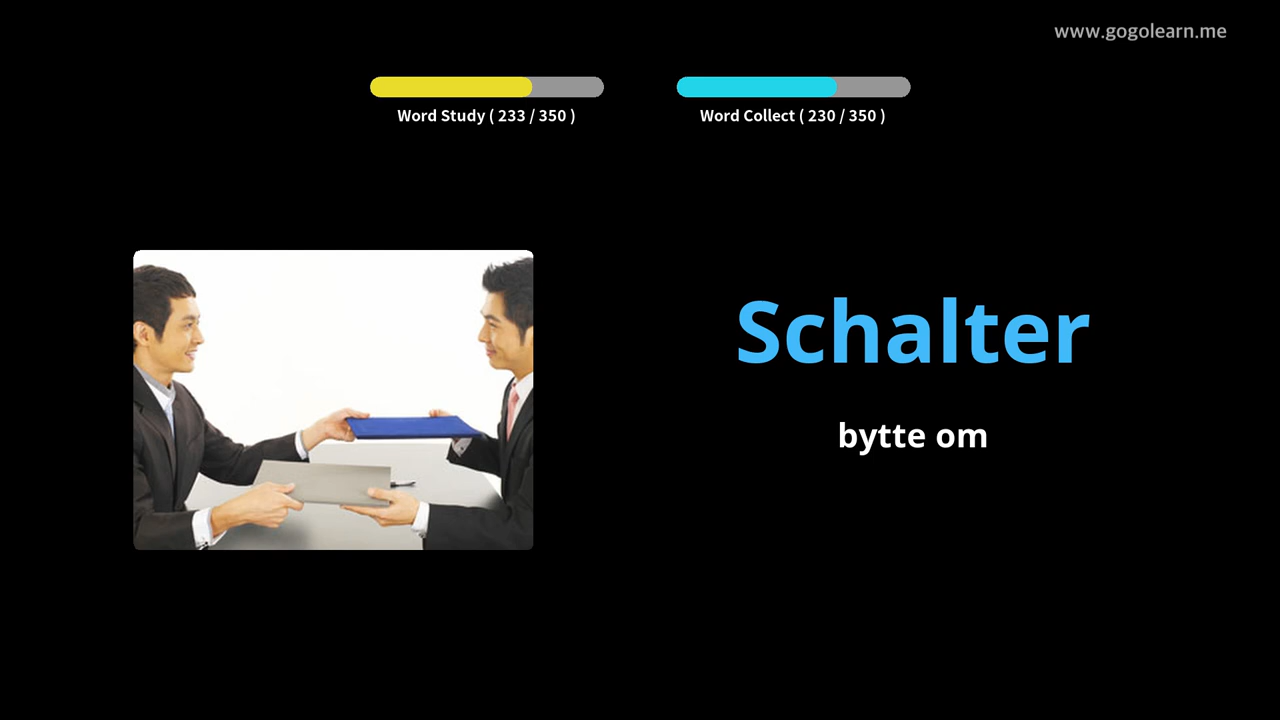 www.gogolearn.me
Word Study ( 233 / 350 )
Word Collect ( 230 / 350 )
Schalter
bytte om